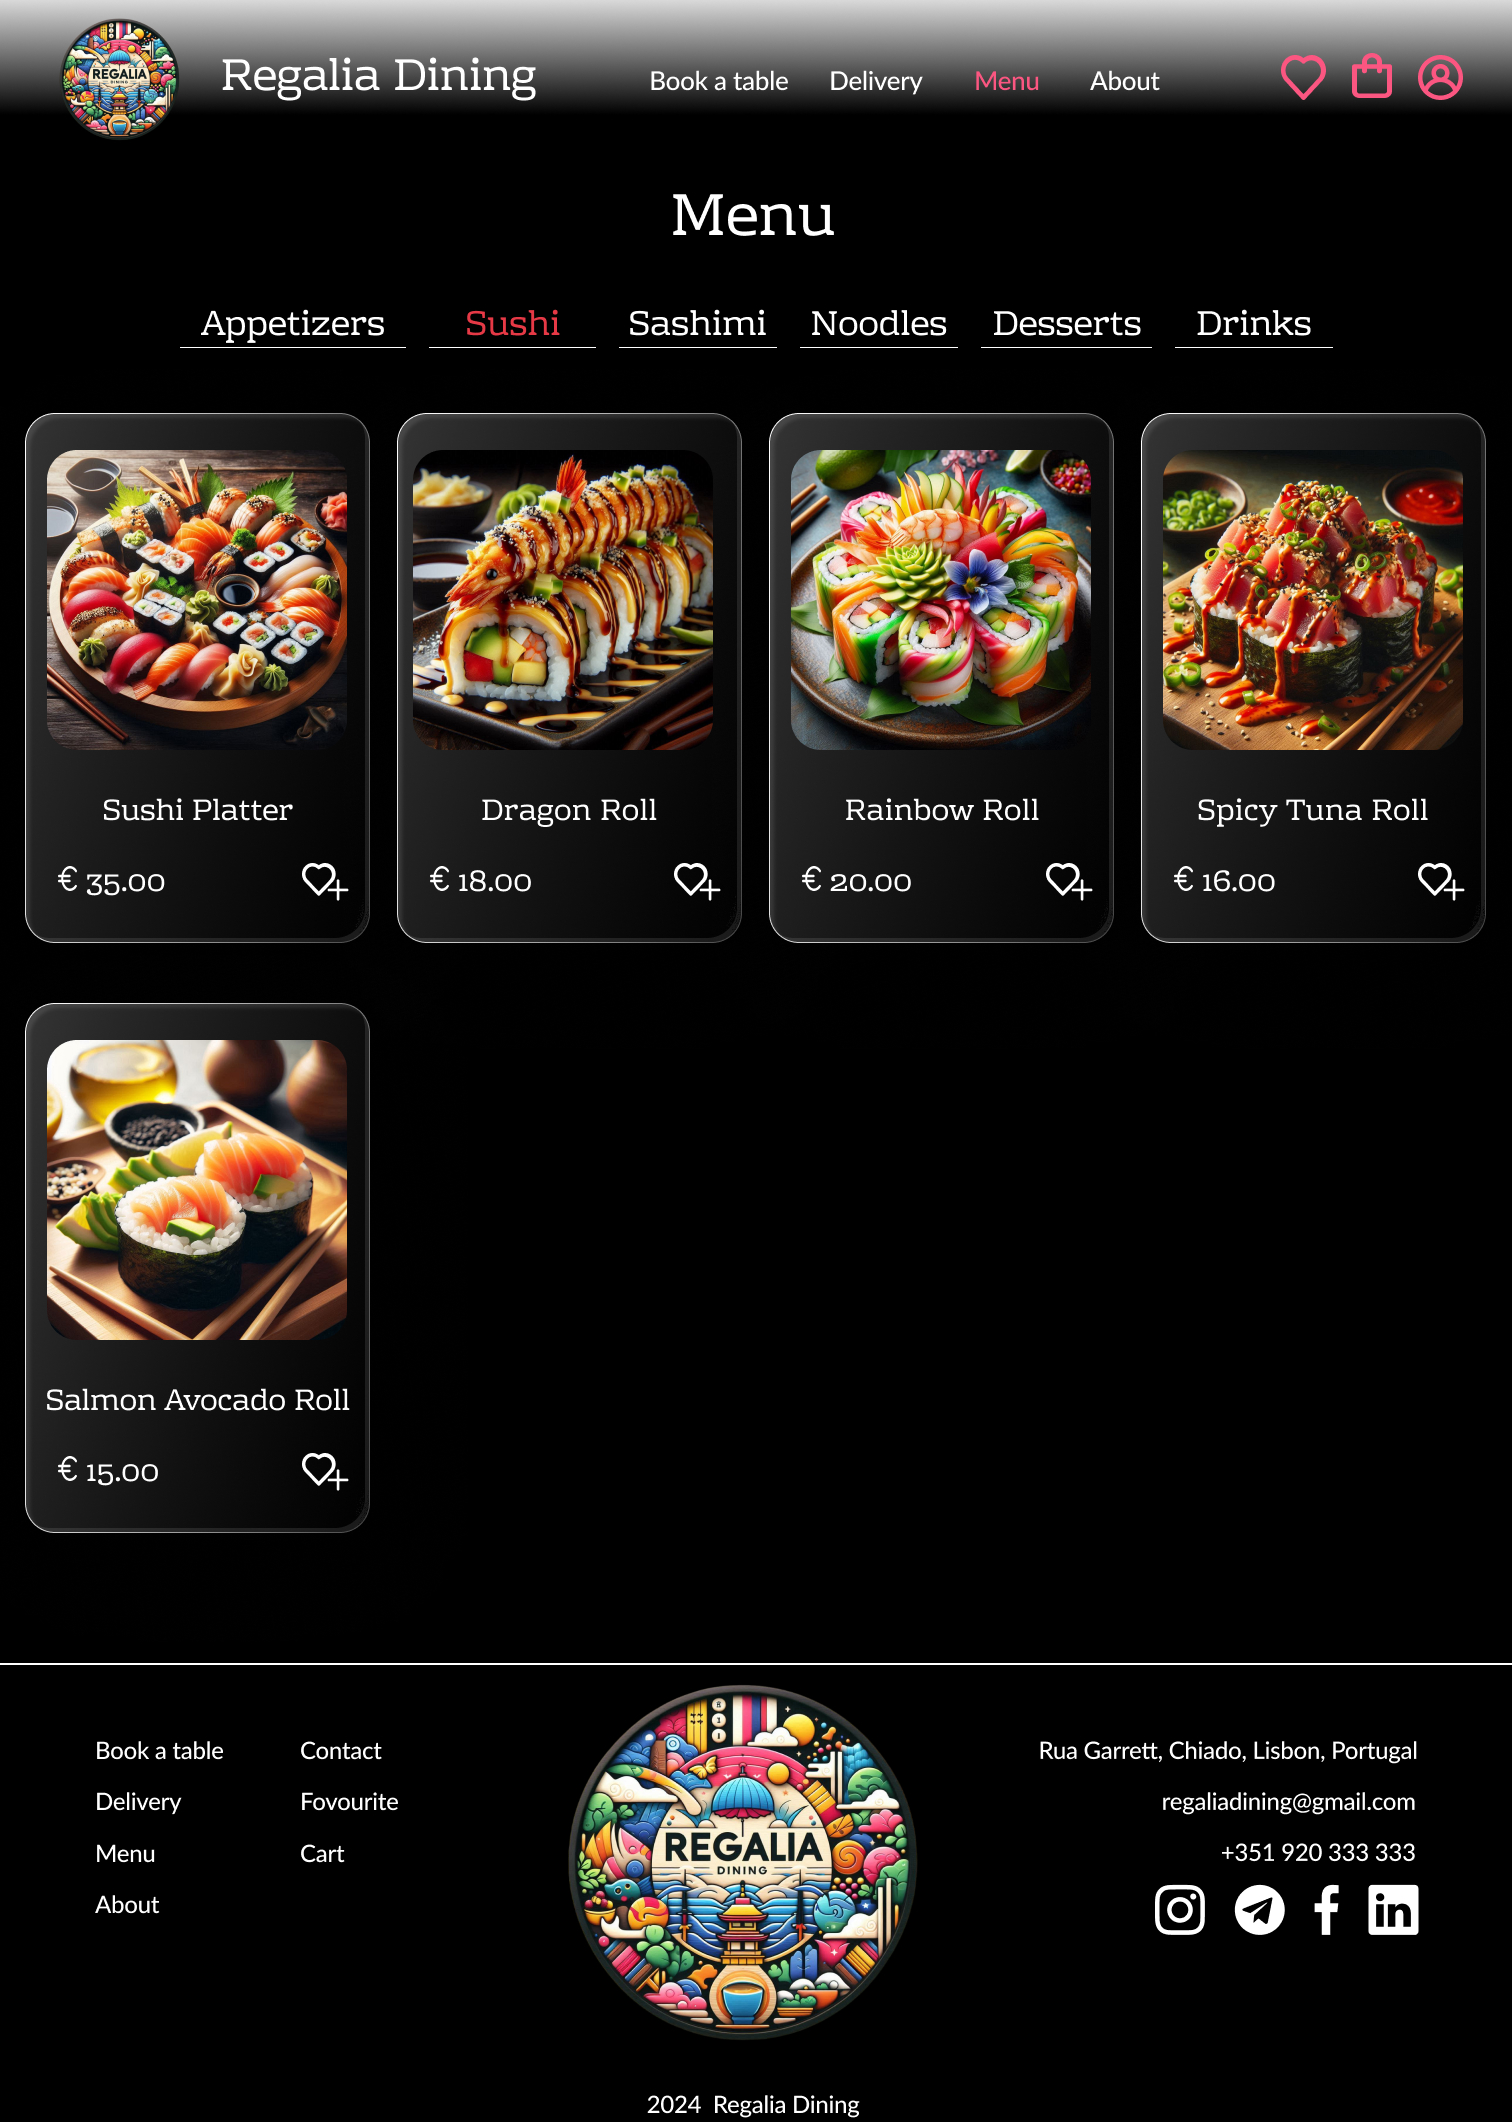 REGALIA
DINING
Regalia Dining
Book a table
Delivery
Menu
About
Menu
Appetizers
Sushi
Sashimi
Noodles
Desserts
Drinks
Sushi Platter
€ 35.00
Dragon Roll
€ 18.00
Rainbow Roll
€ 20.00
Spicy Tuna Roll
€ 16.00
Salmon Avocado Roll
€ 15.00
Book a table
Delivery
Menu
About
Contact
Fovourite
Cart
REGALIA
DINING
Rua Garrett, Chiado, Lisbon, Portugal
regaliadining@gmail.com
+351 920 333 333
2024 Regalia Dining